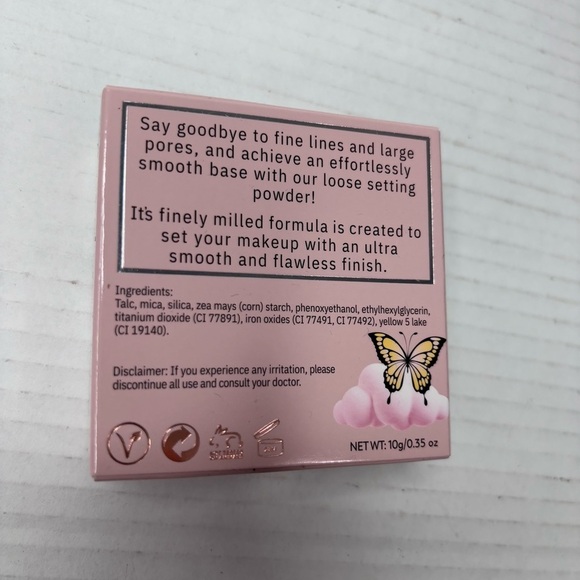 Say goodbye to fine lines and large
pores, and achieve an effortlessly
smooth base with our loose setting
powder!
It's finely milled formula is created to
set your makeup with an ultra
smooth and flawless finish.
Ingredients:
Talc, mica, silica, zea mays (corn) starch, phenoxyethanol, ethylhexylglycerin,
titanium dioxide (CI 77891), iron oxides (CI 77491, CI 77492), yellow 5 lake
(CI 19140).
Disclaimer: If you experience any irritation, please
discontinue all use and consult your doctor.
NET WT: 10g/0.35 oz